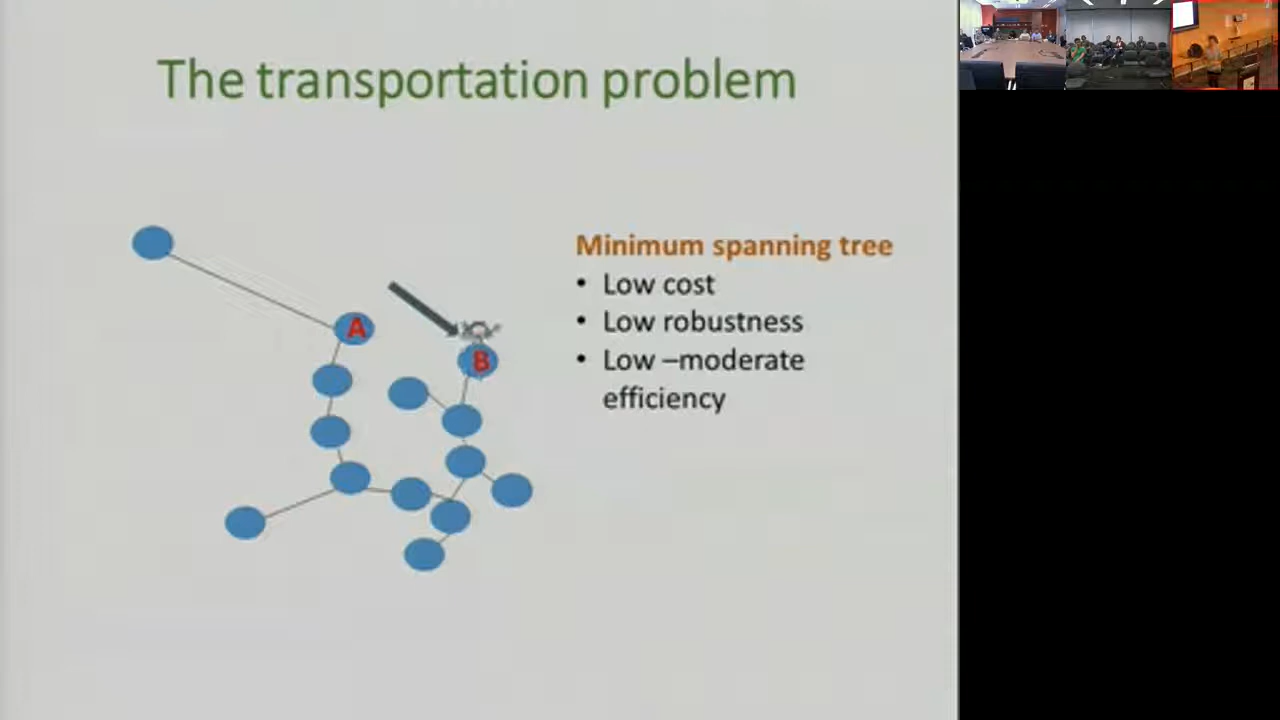 The transportation problem
Minimum spanning tree
• Low cost
• Low robustness
• Low –moderate
efficiency
A
B